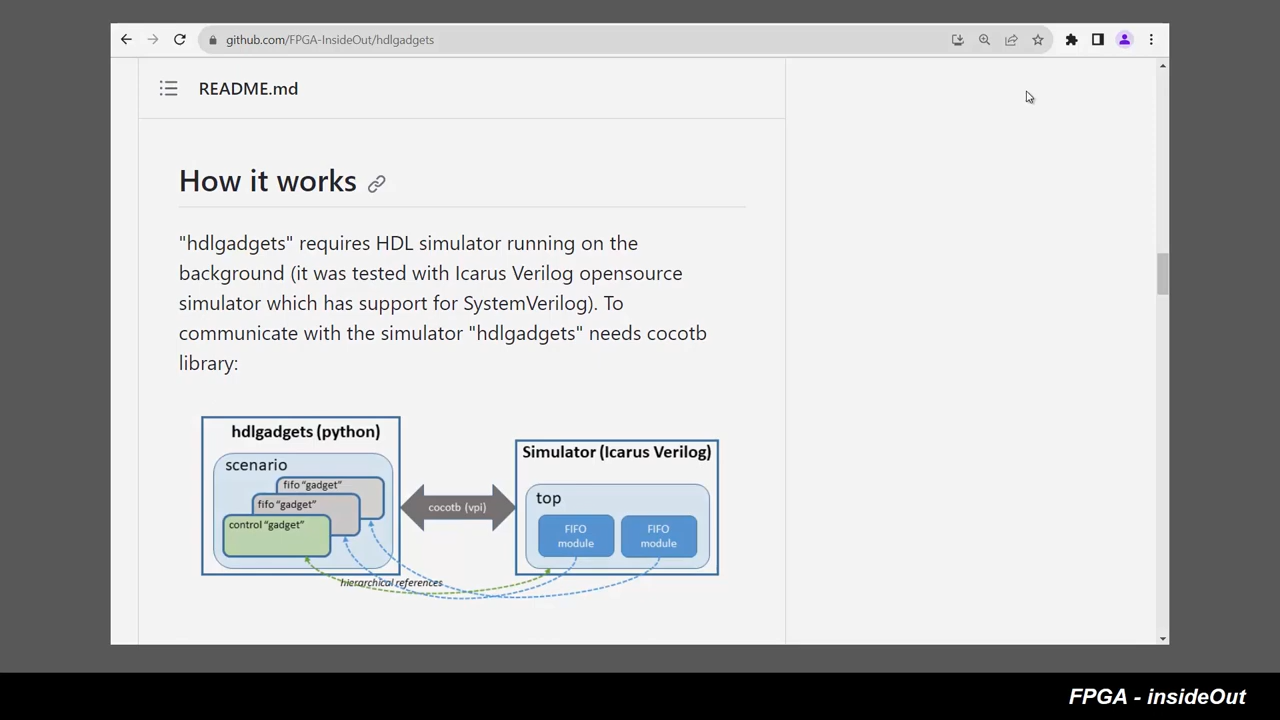 github.com/FPGA-InsideOut/hdlgadgets
README.md
How it works
"hdlgadgets" requires HDL simulator running on the
background (it was tested with Icarus Verilog opensource
simulator which has support for SystemVerilog). To
communicate with the simulator "hdlgadgets" needs cocotb
library:
hdlgadgets (python)
scenario
fifo “gadget”
fifo “gadget”
control “gadget”
cocotb (vpi)
Simulator (Icarus Verilog)
top
FIFO
module
FIFO
module
hierarchical references
FPGA - insideOut